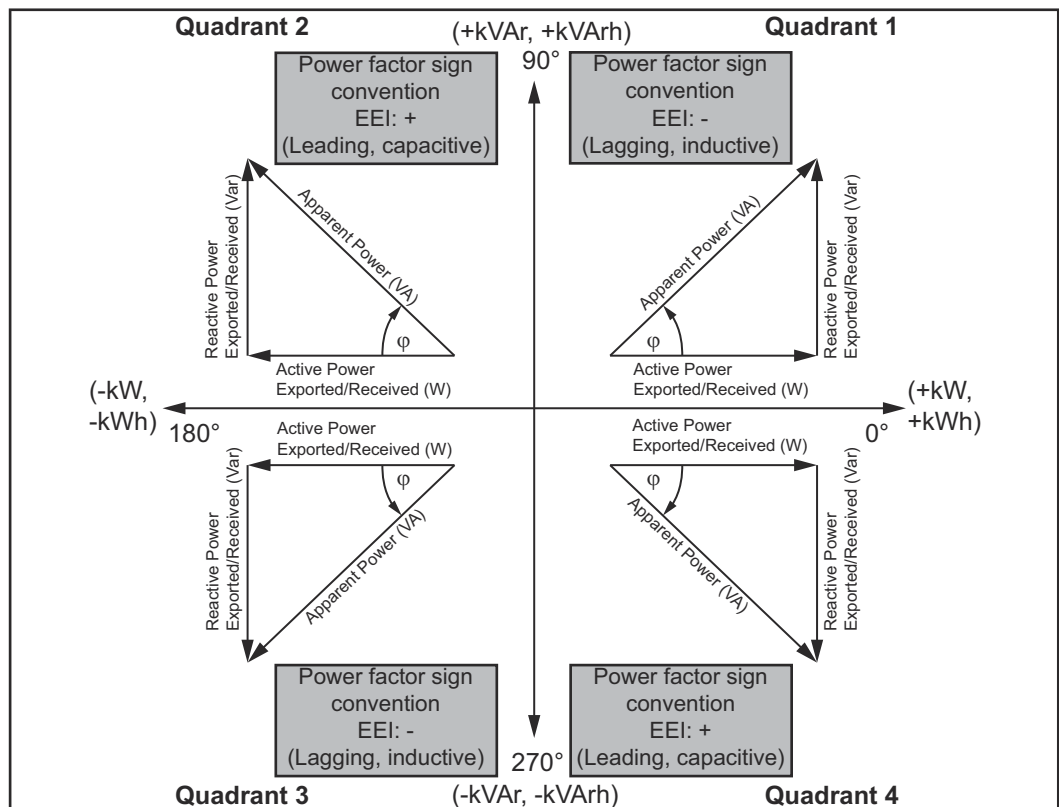 Quadrant 2
(+kVAr, +kVArh)
90°
Quadrant 1
Power factor sign
convention
EEI: +
(Leading, capacitive)
Power factor sign
convention
EEI: -
(Lagging, inductive)
Reactive Power
Exported/Received (Var)
Apparent Power (VA)
φ
Active Power
Exported/Received (W)
Apparent Power (VA)
φ
Reactive Power
Exported/Received (Var)
Active Power
Exported/Received (W)
(-kW,
-kWh)
180°
(+kW,
+kWh)
0°
Active Power
Exported/Received (W)
φ
Reactive Power
Exported/Received (Var)
Apparent Power (VA)
Active Power
Exported/Received (W)
φ
Apparent Power (VA)
Reactive Power
Exported/Received (Var)
Power factor sign
convention
EEI: -
(Lagging, inductive)
Power factor sign
convention
EEI: +
(Leading, capacitive)
270°
Quadrant 3
(-kVAr, -kVArh)
Quadrant 4